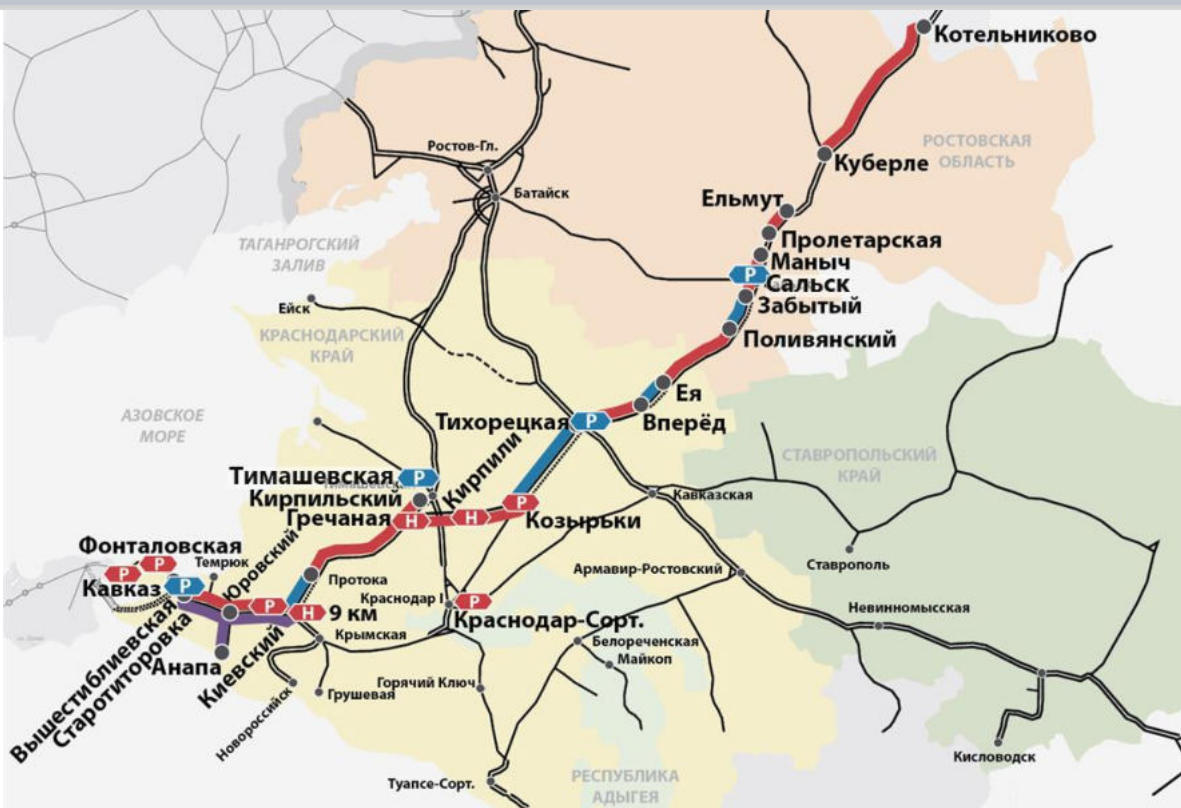 Котельниково
РОСТОВСКАЯ
ОБЛАСТЬ
Ростов-Гл.
Куберле
Батайск
Ельмут
Пролетарская
Маныч
ТАГАНРОГСКИЙ
ЗАЛИВ
Р
Сальск
Забытый
Ейск
КРАСНОДАРСКИЙ
КРАЙ
Поливянский
Ея
АЗОВСКОЕ
МОРЕ
Тихорецкая
Р
Вперёд
СТАВРОПОЛЬСКИЙ
КРАЙ
Тимашевская
Р
Кирпили
Кирпильский
Кавказская
Гречаная
Н
Н
Р
Козырьки
Фонталовская
Р
Р
Темрюк
Юровский
Ставрополь
Кавказ
Р
Протока
Армавир-Ростовский
Р
Н
9 км
Краснодар I
Р
Краснодар-Сорт.
Невинномысская
Вышестиблиевская
Старотиторовка
Анапа
Киевский
Крымская
Белореченская
Майкоп
Новороссийск
Грушевая
Горячий Ключ
Кисловодск
Туапсе-Сорт.
РЕСПУБЛИКА
АДЫГЕЯ